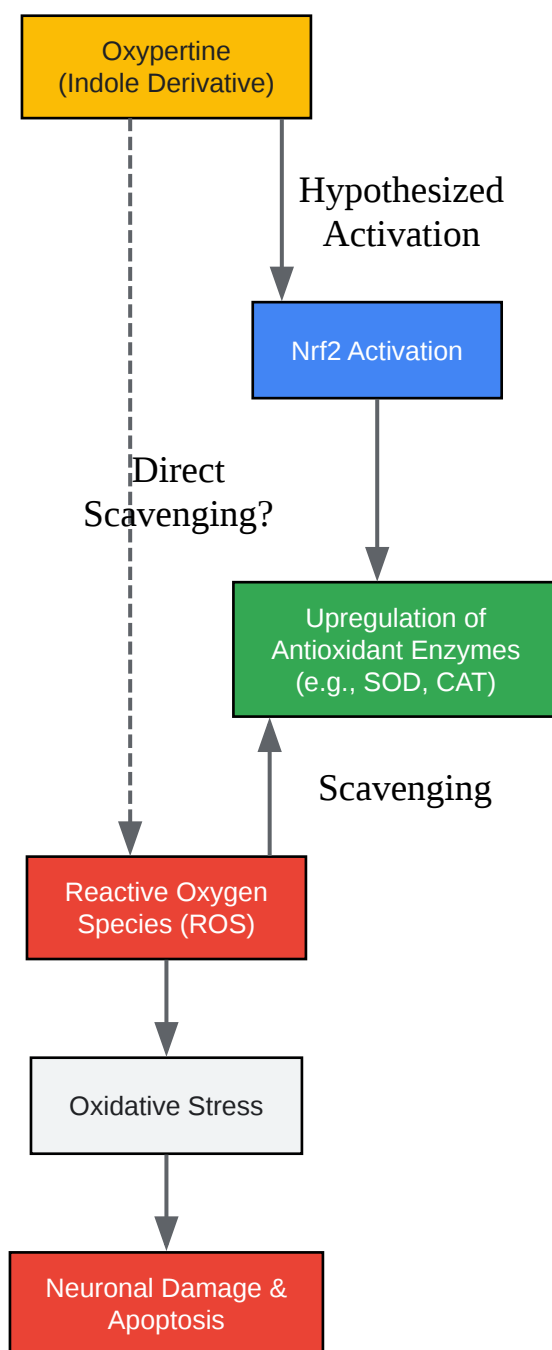 Oxypertine
(Indole Derivative)
Hypothesized
Activation
Nrf2 Activation
Direct
Scavenging?
Upregulation of
Antioxidant Enzymes
(e.g., SOD, CAT)
Scavenging
Reactive Oxygen
Species (ROS)
Oxidative Stress
Neuronal Damage &
Apoptosis